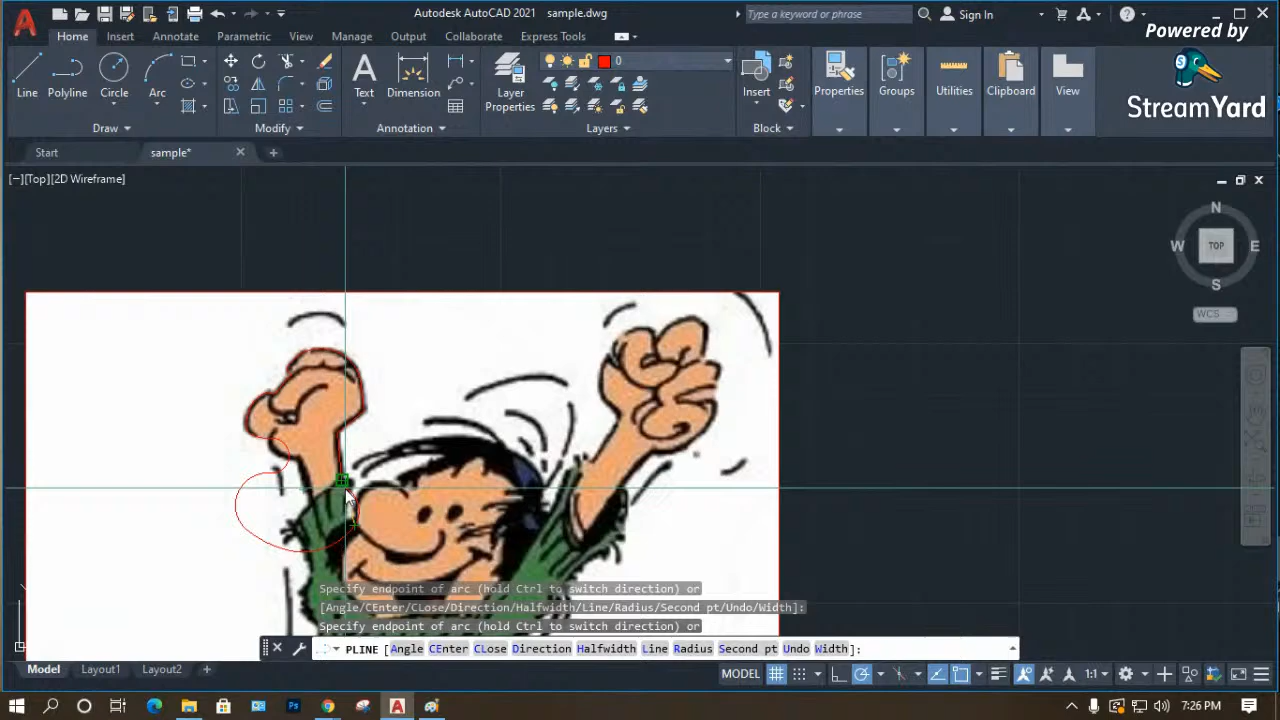 Autodesk AutoCAD 2021 sample.dwg
Type a keyword or phrase
Sign In
Powered by
StreamYard
Home Insert Annotate Parametric View Manage Output Collaborate Express Tools
0
Line Polyline Circle Arc
Text Dimension
Layer Properties
Insert
Properties Groups Utilities Clipboard View
Draw Modify Annotation Layers Block
Start sample*
[−][Top][2D Wireframe]
N
W TOP E
S
WCS
Specify endpoint of arc (hold Ctrl to switch direction) or
[Angle/CEnter/CLose/Direction/Halfwidth/Line/Radius/Second pt/Undo/Width]:
Specify endpoint of arc (hold Ctrl to switch direction) or
PLINE [Angle CEnter CLose Direction Halfwidth Line Radius Second pt Undo Width]:
Model Layout1 Layout2 +
MODEL
1:1
7:26 PM